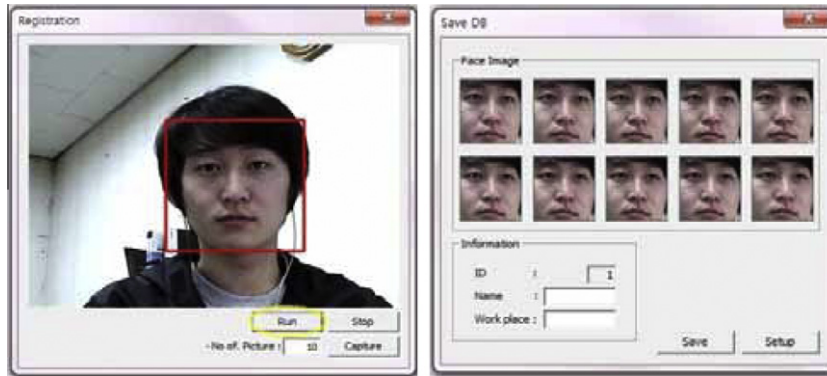 Registration
Run
Stop
- No of. Picture :
10
Capture
Save DB
Face Image
Information
ID : 1
Name :
Work place :
Save
Setup